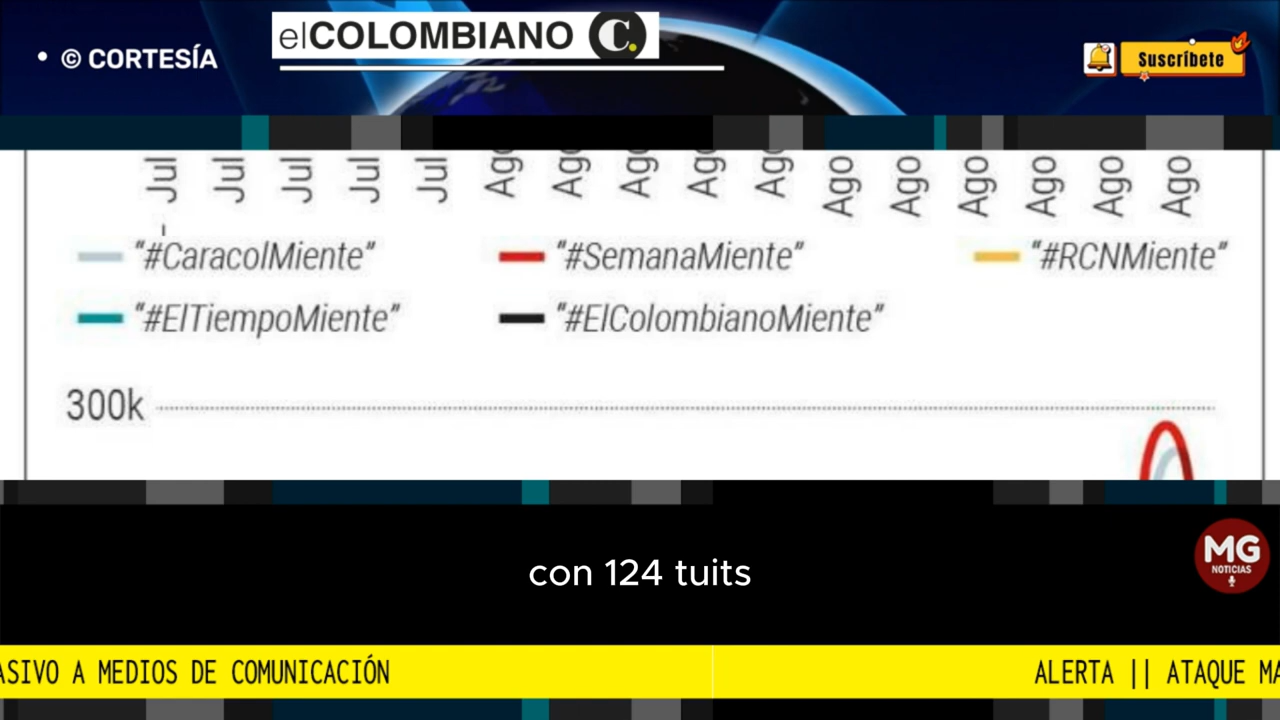 • © CORTESÍA
elCOLOMBIANO C.
Suscríbete
Jul Jul Jul Jul Jul Ago Ago Ago Ago Ago Ago Ago Ago Ago Ago Ago
"#CaracolMiente" "#SemanaMiente" "#RCNMiente"
"#ElTiempoMiente" "#ElColombianoMiente"
300k
con 124 tuits
MG
NOTICIAS
ASIVO A MEDIOS DE COMUNICACIÓN ALERTA || ATAQUE MA